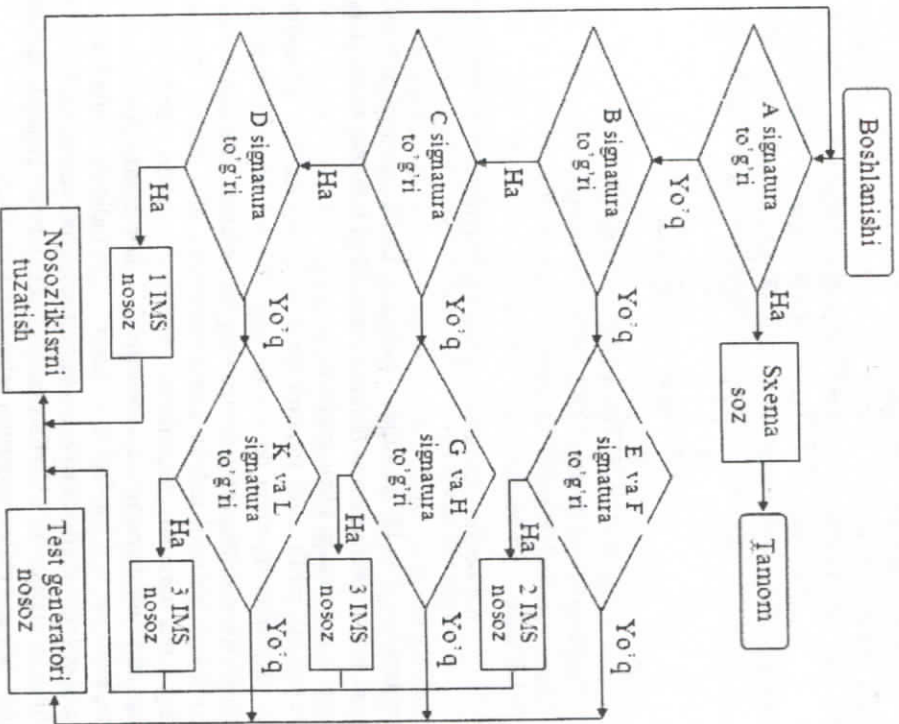 Boshlanishi
A signatura
to'g'ri
Ha
Sxema
soz
Tamom
Yo'q
B signatura
to'g'ri
Yo'q
E va F
signatura
to'g'ri
Yo'q
Ha
2 IMS
nosoz
Ha
C signatura
to'g'ri
Yo'q
G va H
signatura
to'g'ri
Yo'q
Ha
3 IMS
nosoz
Ha
D signatura
to'g'ri
Yo'q
K va L
signatura
to'g'ri
Yo'q
Ha
3 IMS
nosoz
Ha
1 IMS
nosoz
Nosozliklsrni
tuzatish
Test generatori
nosoz